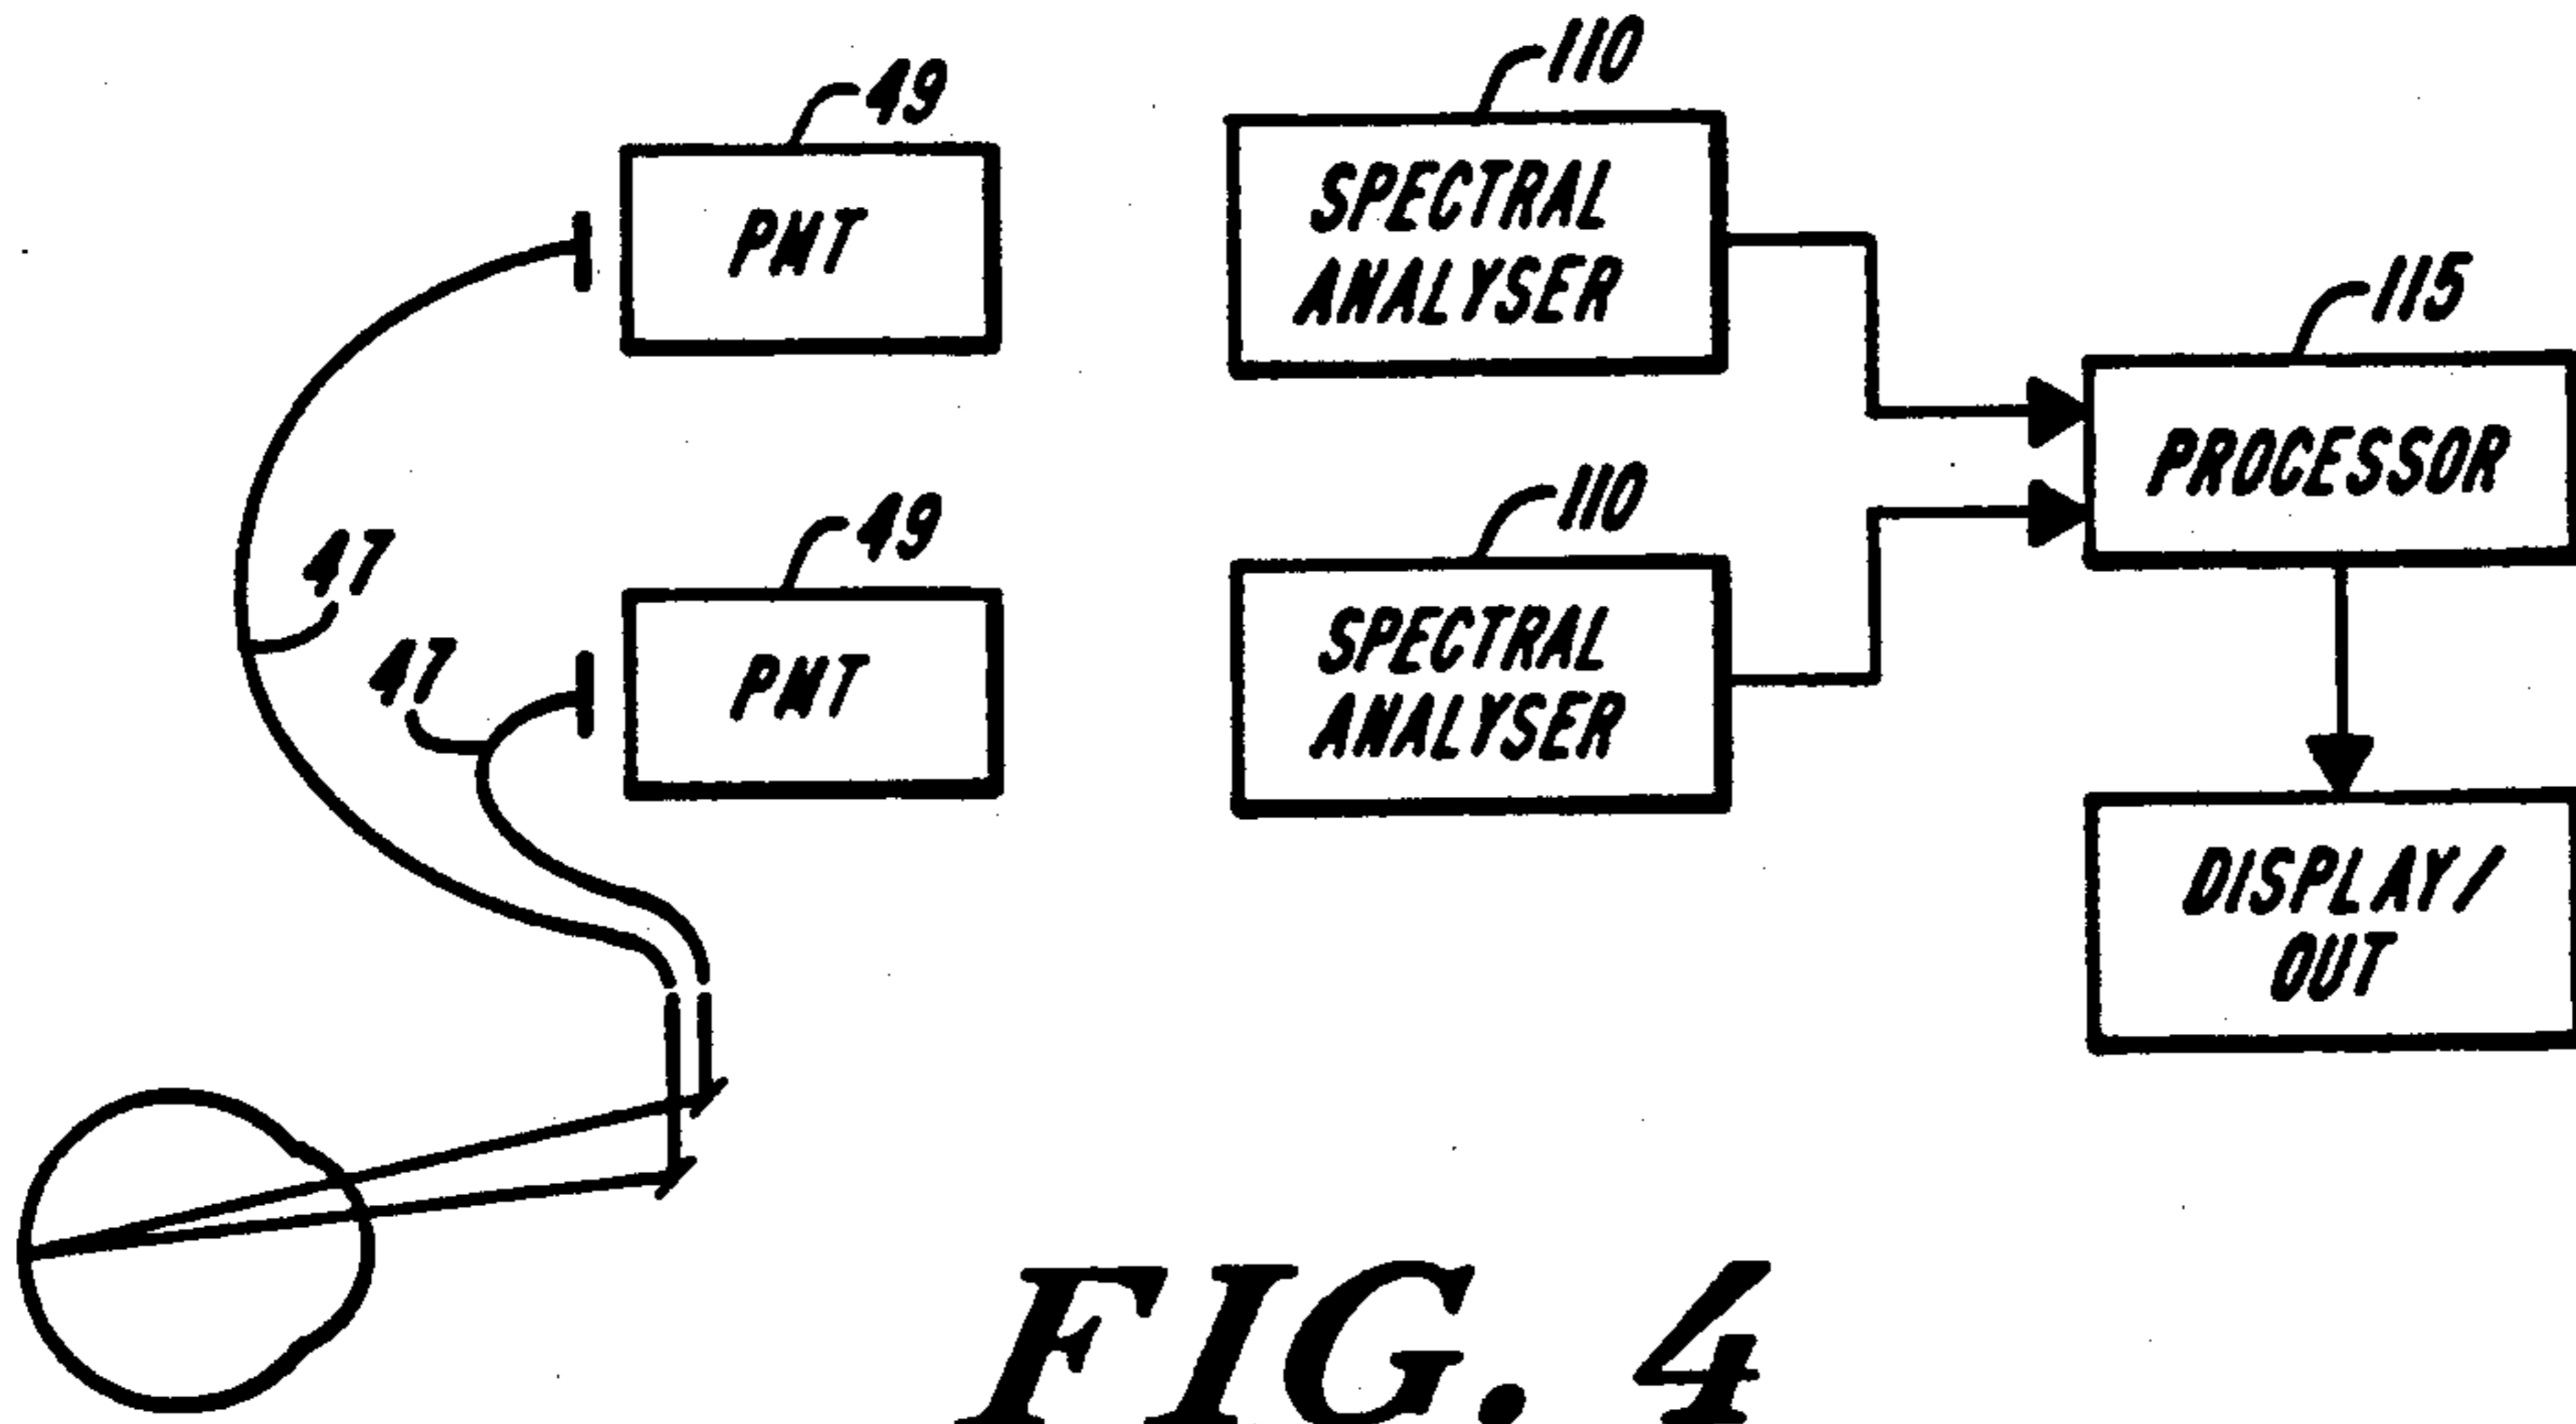 49
PMT
110
SPECTRAL
ANALYSER
115
PROCESSOR
47
49
PMT
47
110
SPECTRAL
ANALYSER
DISPLAY/
OUT
FIG. 4